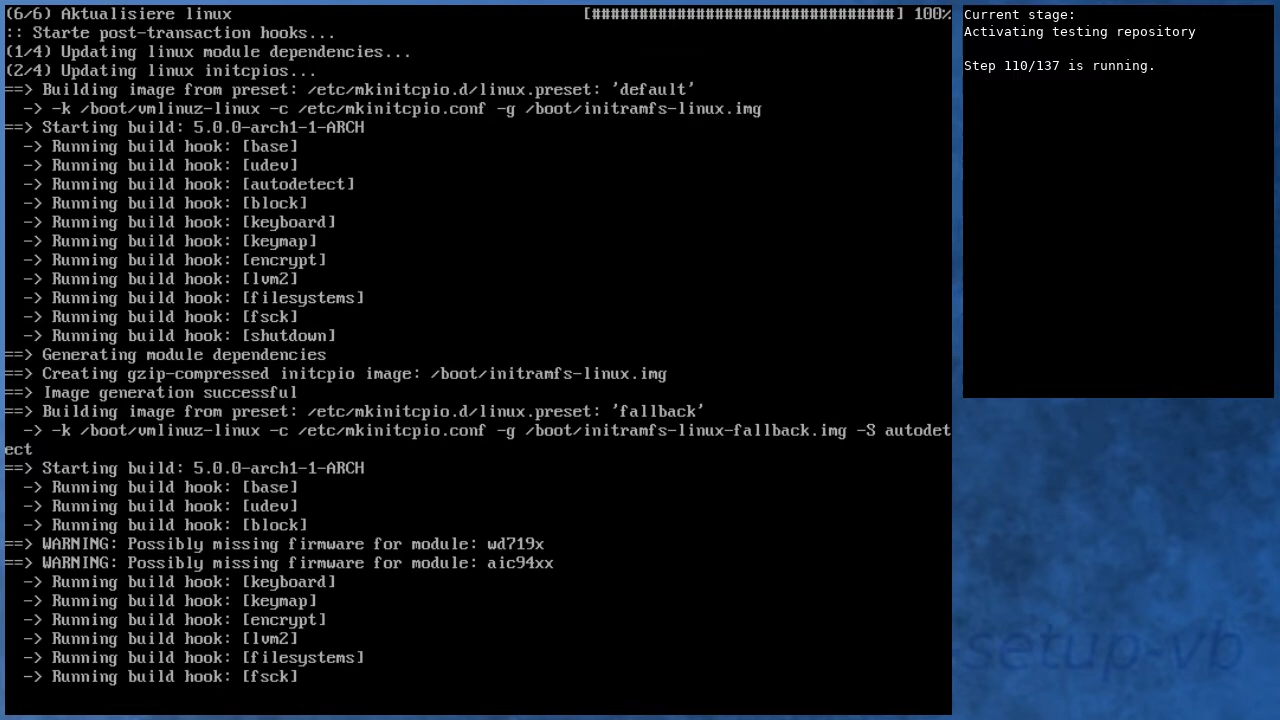 (6/6) Aktualisiere linux [################################] 100%
:: Starte post-transaction hooks...
(1/4) Updating linux module dependencies...
(2/4) Updating linux initcpios...
==> Building image from preset: /etc/mkinitcpio.d/linux.preset: 'default'
  -> -k /boot/vmlinuz-linux -c /etc/mkinitcpio.conf -g /boot/initramfs-linux.img
==> Starting build: 5.0.0-arch1-1-ARCH
  -> Running build hook: [base]
  -> Running build hook: [udev]
  -> Running build hook: [autodetect]
  -> Running build hook: [block]
  -> Running build hook: [keyboard]
  -> Running build hook: [keymap]
  -> Running build hook: [encrypt]
  -> Running build hook: [lvm2]
  -> Running build hook: [filesystems]
  -> Running build hook: [fsck]
  -> Running build hook: [shutdown]
==> Generating module dependencies
==> Creating gzip-compressed initcpio image: /boot/initramfs-linux.img
==> Image generation successful
==> Building image from preset: /etc/mkinitcpio.d/linux.preset: 'fallback'
  -> -k /boot/vmlinuz-linux -c /etc/mkinitcpio.conf -g /boot/initramfs-linux-fallback.img -S autodet
ect
==> Starting build: 5.0.0-arch1-1-ARCH
  -> Running build hook: [base]
  -> Running build hook: [udev]
  -> Running build hook: [block]
==> WARNING: Possibly missing firmware for module: wd719x
==> WARNING: Possibly missing firmware for module: aic94xx
  -> Running build hook: [keyboard]
  -> Running build hook: [keymap]
  -> Running build hook: [encrypt]
  -> Running build hook: [lvm2]
  -> Running build hook: [filesystems]
  -> Running build hook: [fsck]
Current stage:
Activating testing repository
Step 110/137 is running.
setup-vb